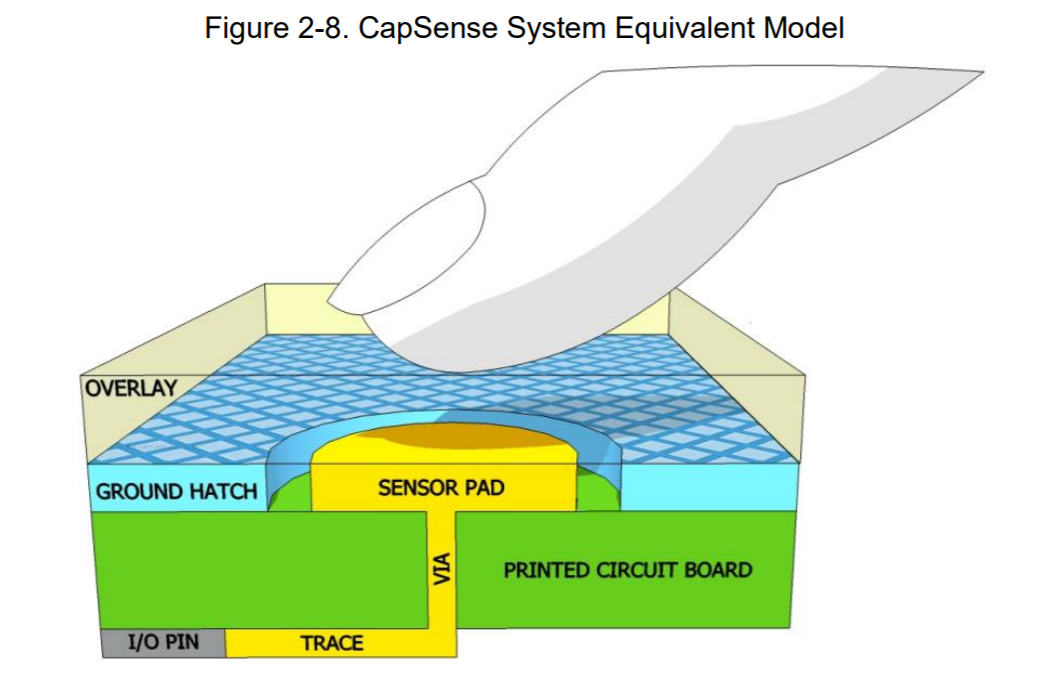 Figure 2-8. CapSense System Equivalent Model
OVERLAY
GROUND HATCH
SENSOR PAD
VIA
PRINTED CIRCUIT BOARD
I/O PIN
TRACE